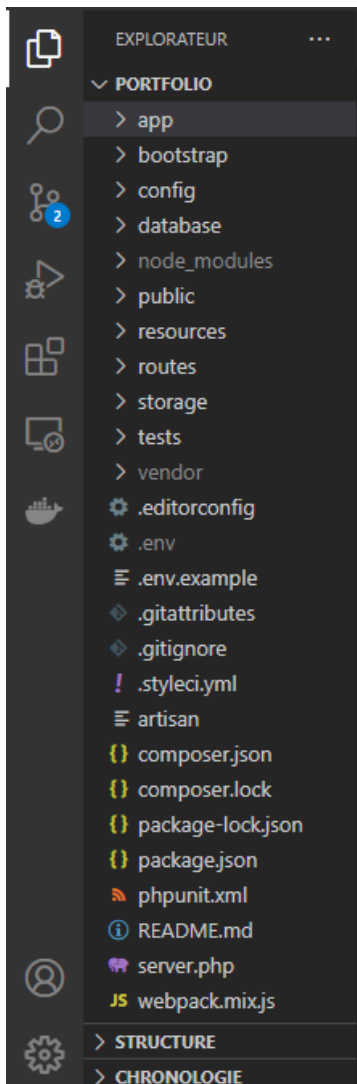 EXPLORATEUR ...
PORTFOLIO
app
bootstrap
config
2
database
node_modules
public
resources
routes
storage
tests
vendor
.editorconfig
.env
.env.example
.gitattributes
.gitignore
! .styleci.yml
artisan
{} composer.json
{} composer.lock
{} package-lock.json
{} package.json
phpunit.xml
README.md
server.php
JS webpack.mix.js
STRUCTURE
CHRONOLOGIE